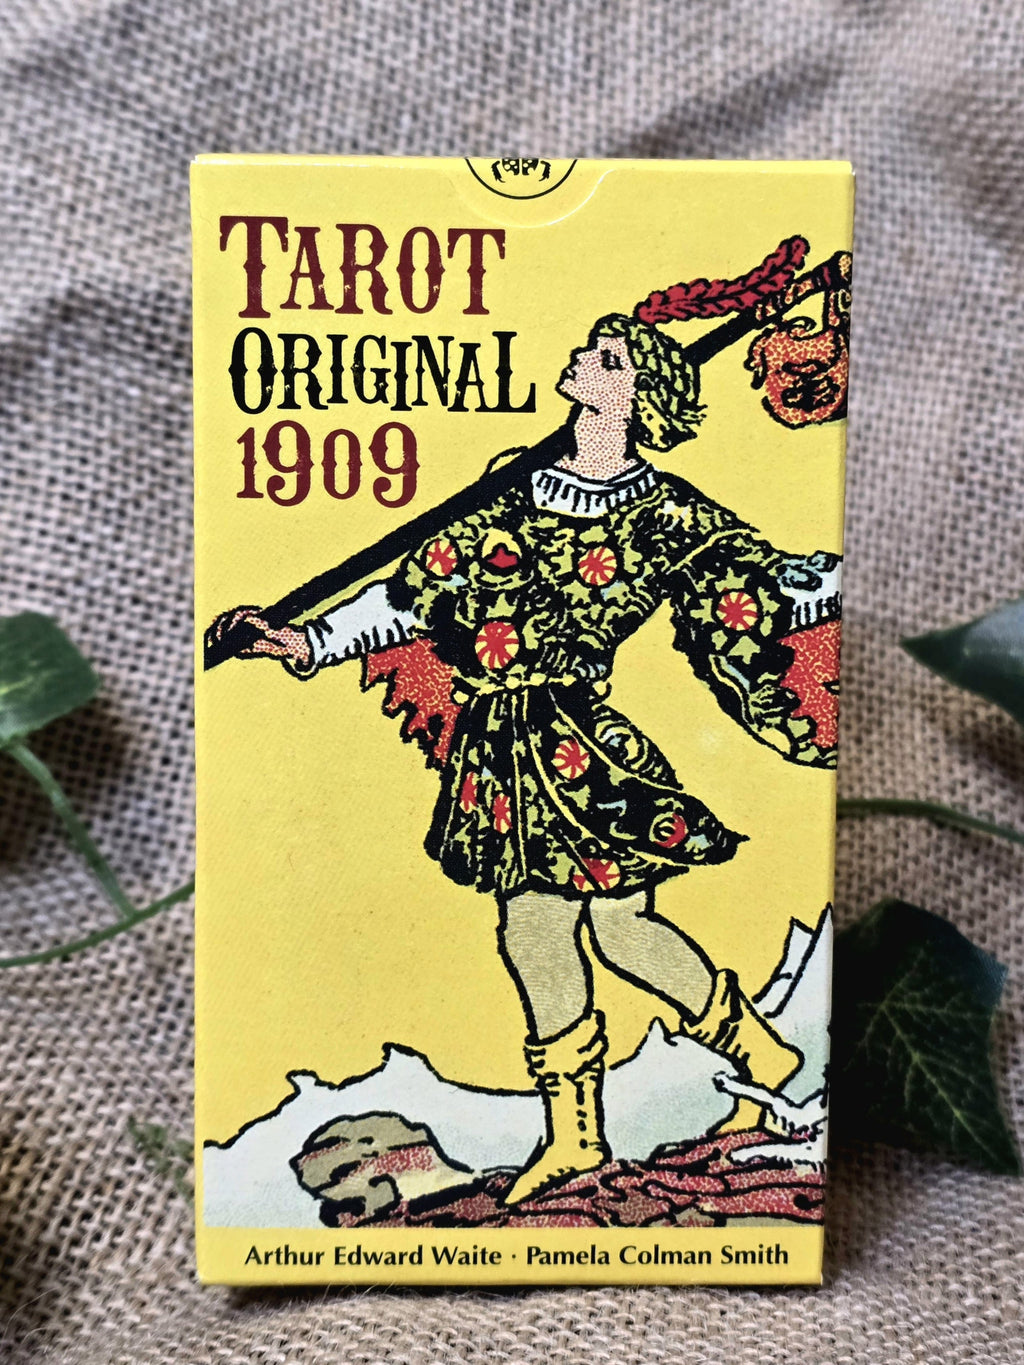 TAROT
ORIGINAL
1909
Arthur Edward Waite · Pamela Colman Smith